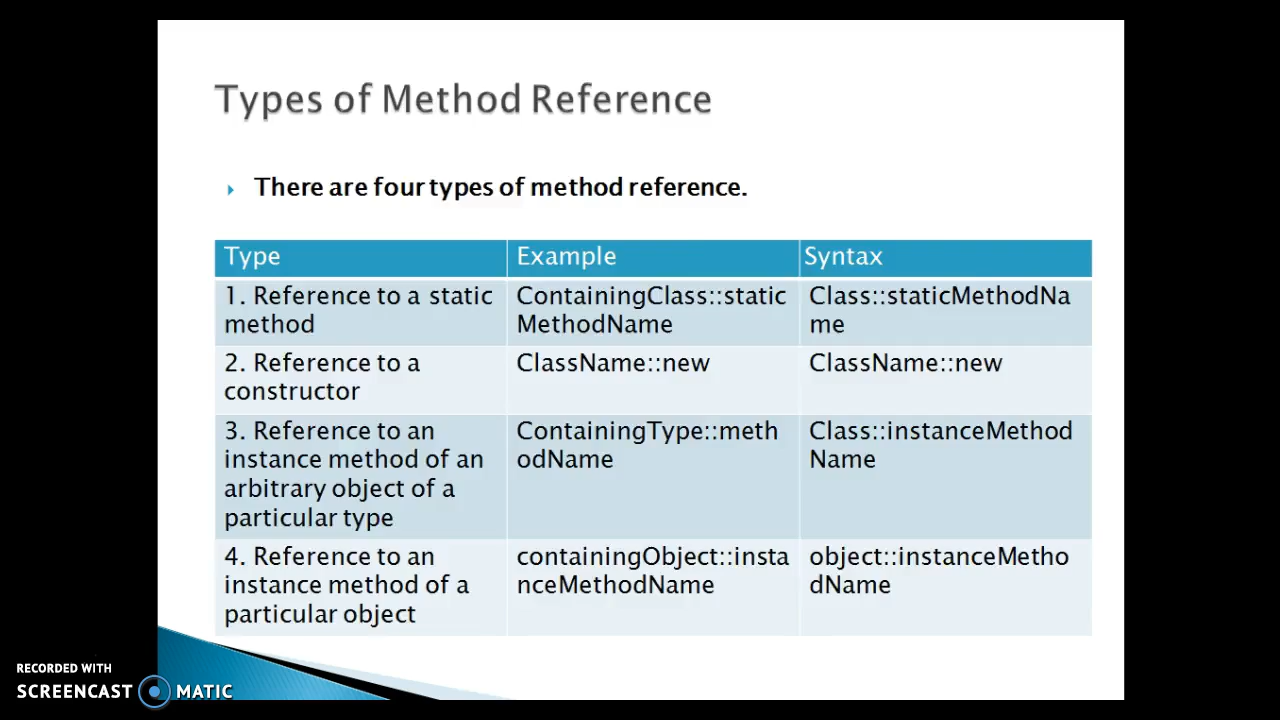 Types of Method Reference
There are four types of method reference.
Type Example Syntax
1. Reference to a static method ContainingClass::static Class::staticMethodNa
MethodName me
2. Reference to a constructor ClassName::new ClassName::new
3. Reference to an ContainingType::meth Class::instanceMethod
instance method of an odName Name
arbitrary object of a
particular type
4. Reference to an containingObject::insta object::instanceMetho
instance method of a nceMethodName dName
particular object
RECORDED WITH
SCREENCAST MATIC